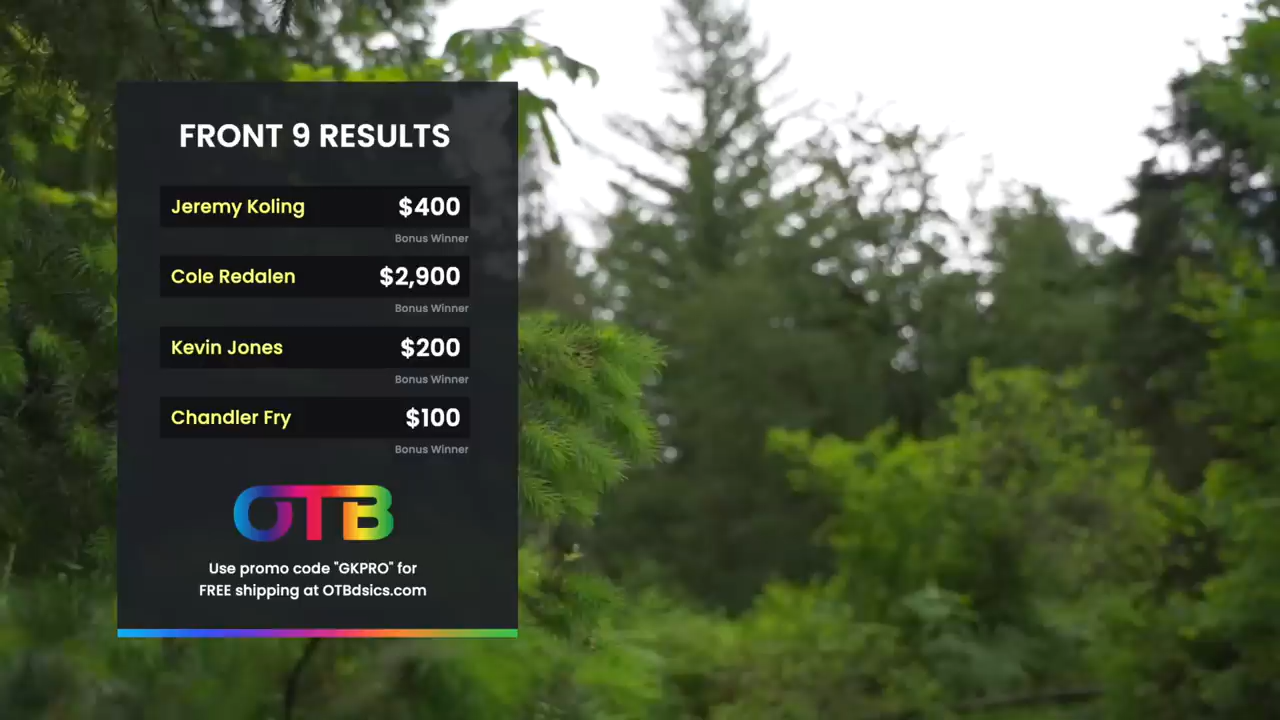 FRONT 9 RESULTS
Jeremy Koling $400
Bonus Winner
Cole Redalen $2,900
Bonus Winner
Kevin Jones $200
Bonus Winner
Chandler Fry $100
Bonus Winner
OTB
Use promo code "GKPRO" for
FREE shipping at OTBdsics.com